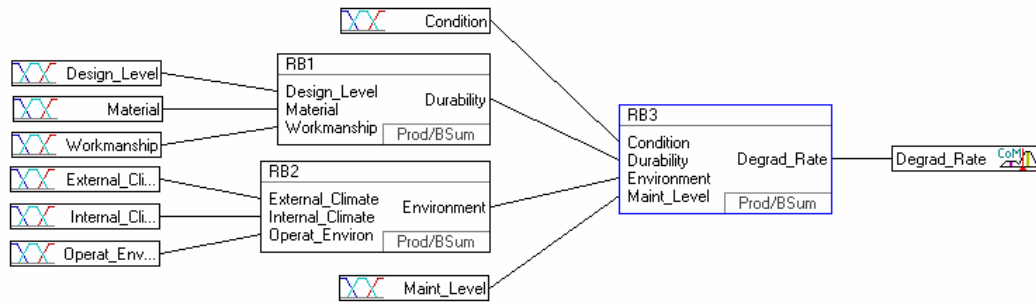 Condition
RB1
Design_Level
Design_Level
Material
Durability
Material
Workmanship
Workmanship
Prod/BSum
External_Cli...
RB2
External_Climate
Internal_Cli...
Internal_Climate
Environment
Operat_Environ
Operat_Env...
Prod/BSum
Maint_Level
RB3
Condition
Durability
Degrad_Rate
Environment
Maint_Level
Prod/BSum
Degrad_Rate
CoM